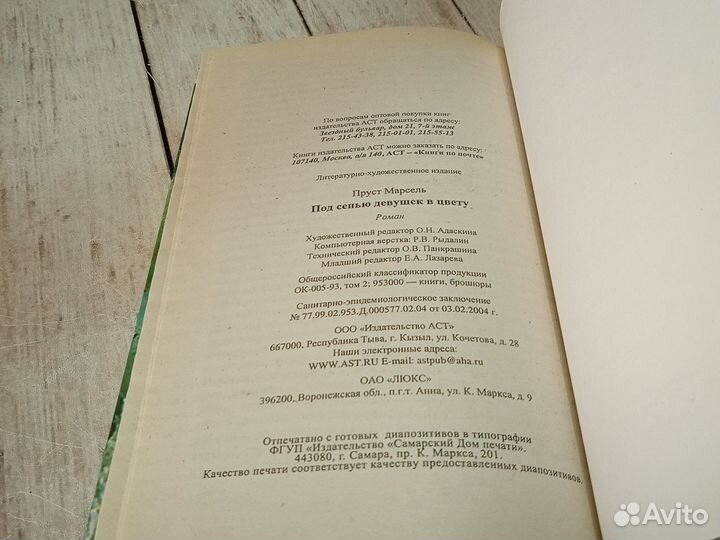 По вопросам оптовой покупки книг
издательства АСТ обращаться по адресу:
Звездный бульвар, дом 21, 7-й этаж
Тел. 215-43-38, 215-01-01, 215-55-13
Книги издательства АСТ можно заказать по адресу:
107140, Москва, а/я 140, АСТ – «Книги по почте»
Литературно-художественное издание
Пруст Марсель
Под сенью девушек в цвету
Роман
Художественный редактор О.Н. Адаскина
Компьютерная верстка: Р.В. Рыдалин
Технический редактор О.В. Панкрашина
Младший редактор Е.А. Лазарева
Общероссийский классификатор продукции
ОК-005-93, том 2; 953000 — книги, брошюры
Санитарно-эпидемиологическое заключение
№ 77.99.02.953.Д.000577.02.04 от 03.02.2004 г.
ООО «Издательство АСТ»
667000, Республика Тыва, г. Кызыл, ул. Кочетова, д. 28
Наши электронные адреса:
WWW.AST.RU E-mail: astpub@aha.ru
ОАО «ЛЮКС»
396200, Воронежская обл., п.г.т. Анна, ул. К. Маркса, д. 9
Отпечатано с готовых диапозитивов в типографии
ФГУП «Издательство «Самарский Дом печати».
443080, г. Самара, пр. К. Маркса, 201.
Качество печати соответствует качеству предоставленных диапозитивов.
Avito